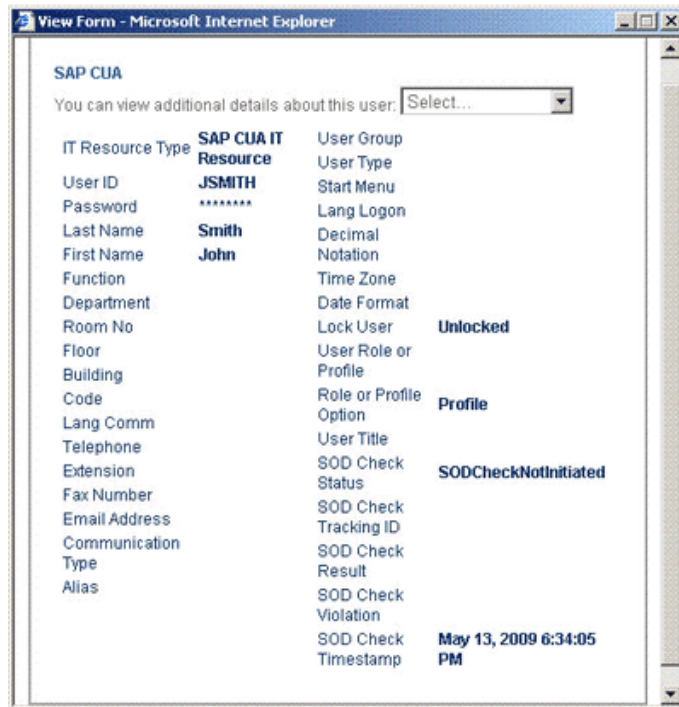 View Form - Microsoft Internet Explorer
SAP CUA
You can view additional details about this user: Select...
IT Resource Type SAP CUA IT
Resource
User ID JSMITH
Password ********
Last Name Smith
First Name John
Function
Department
Room No
Floor
Building
Code
Lang Comm
Telephone
Extension
Fax Number
Email Address
Communication
Type
Alias
User Group
User Type
Start Menu
Lang Logon
Decimal
Notation
Time Zone
Date Format
Lock User Unlocked
User Role or
Profile
Role or Profile
Option Profile
User Title
SOD Check
Status SODCheckNotInitiated
SOD Check
Tracking ID
SOD Check
Result
SOD Check
Violation
SOD Check May 13, 2009 6:34:05
Timestamp PM